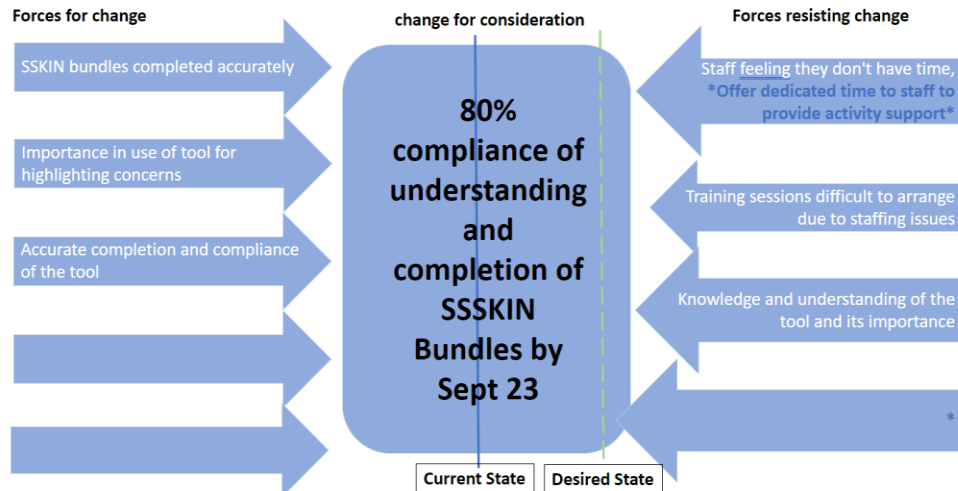 Forces for change
change for consideration
Forces resisting change
SSKIN bundles completed accurately
Importance in use of tool for
highlighting concerns
Accurate completion and compliance
of the tool
80%
compliance of
understanding
and
completion of
SSSKIN
Bundles by
Sept 23
Staff feeling they don't have time,
*Offer dedicated time to staff to
provide activity support*
Training sessions difficult to arrange
due to staffing issues
Knowledge and understanding of the
tool and its importance
*
Current State
Desired State